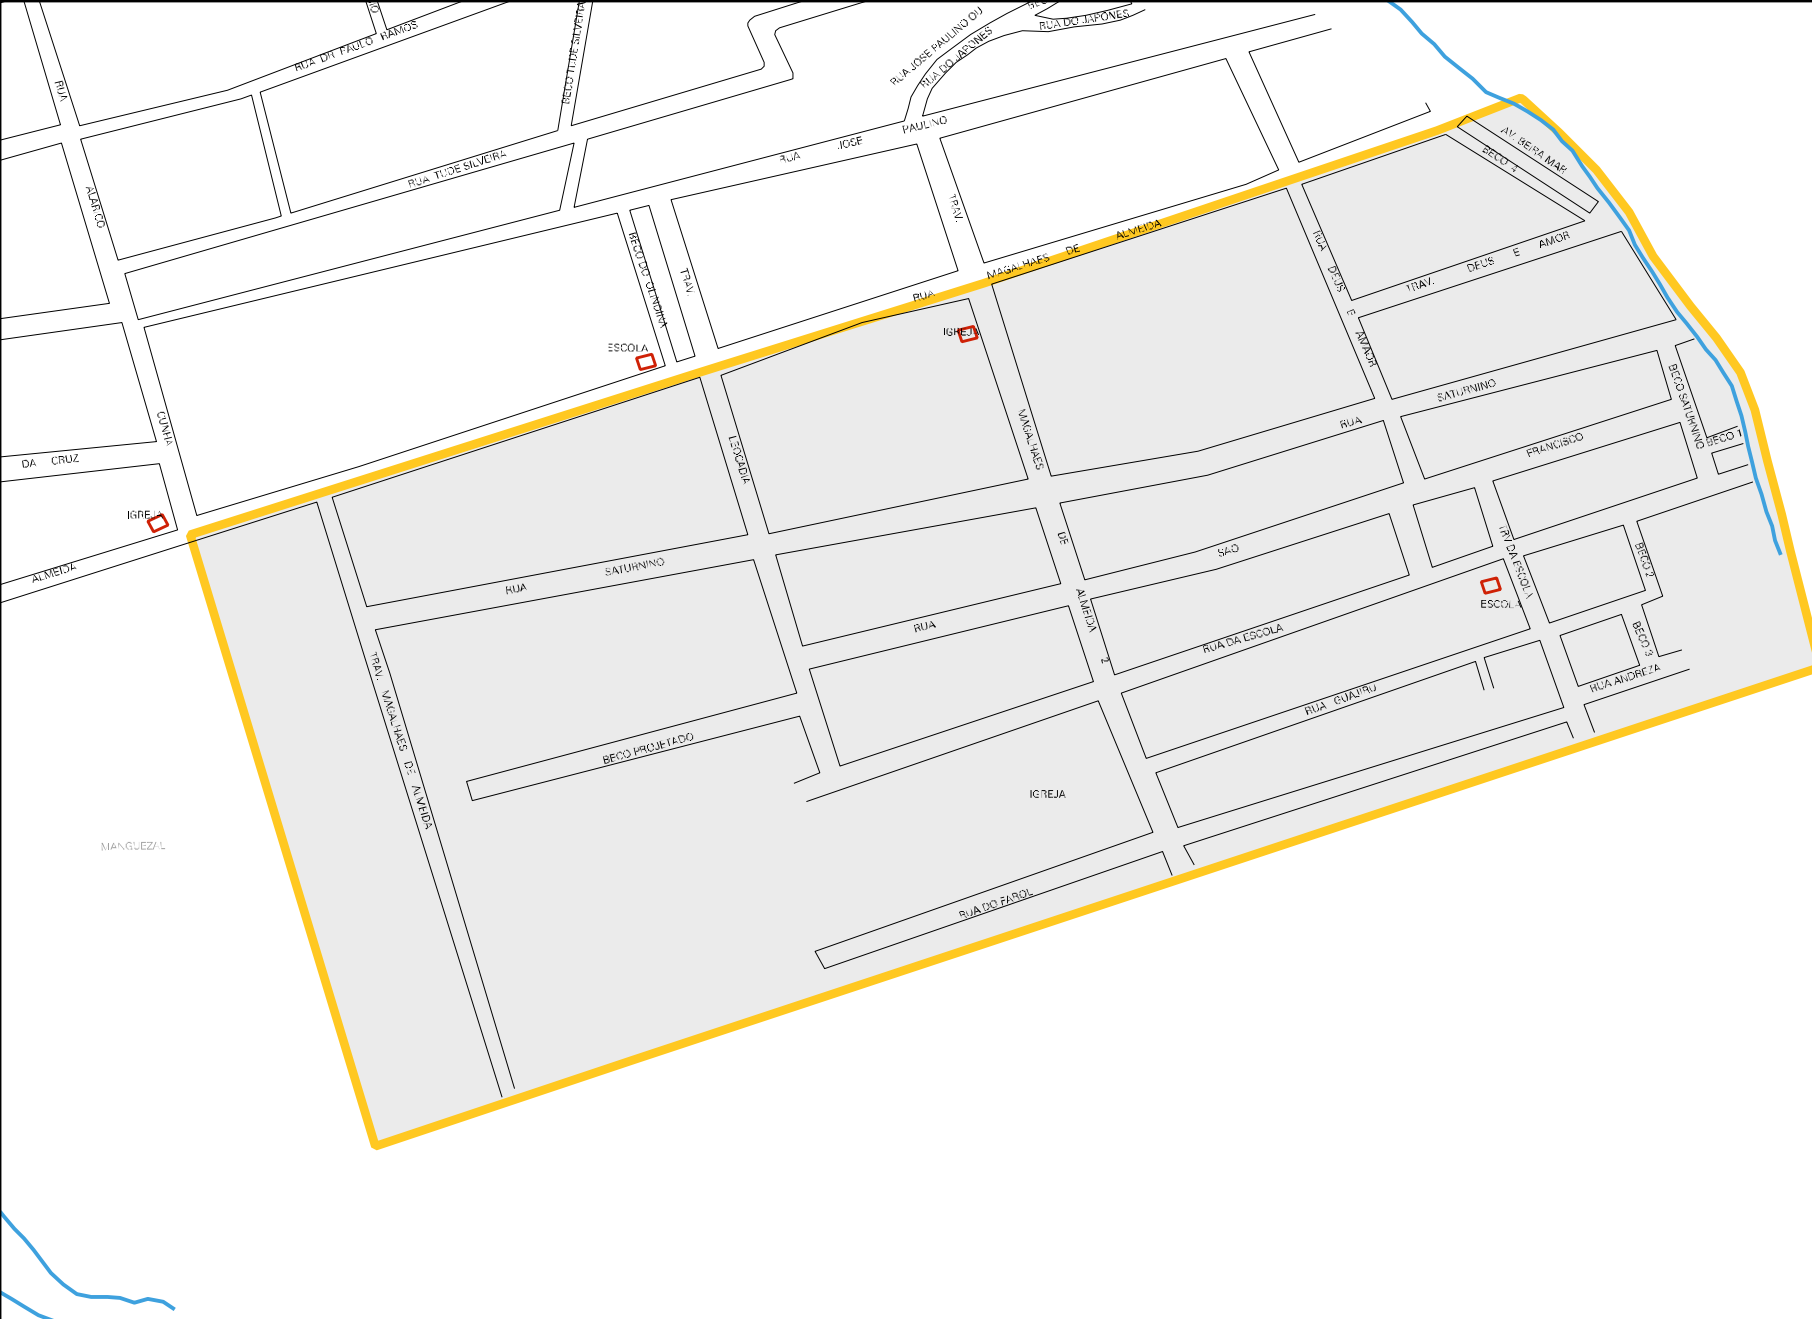 RUA DR PAULO RAMOS
BECO TUDE SILVEIRA
RUA JOSE PAULINO OU
RUA DO JAPONES
RUA DO JAPONES
RUA
ALARICO
CUNHA
RUA TUDE SILVEIRA
RUA JOSE PAULINO
AV. BEIRA MAR
BECO 4
TRAV.
BECO DO OLINDINA
TRAV.
RUA MAGALHAES DE ALMEIDA
RUA DEUS E AMAOR
TRAV. DEUS E AMOR
IGREJA
ESCOLA
DA CRUZ
IGREJA
ALMEIDA
LEOCADIA
MAGALHAES DE ALMEIDA 2
RUA SATURNINO
RUA SATURNINO
BECO SATURNINO
BECO 1
RUA SAO FRANCISCO
TRV DA ESCOLA
BECO 2
ESCOLA
RUA DA ESCOLA
BECO 3
RUA ANDREZA
RUA GUAJIRU
TRAV. MAGALHAES DE ALMEIDA
BECO PROJETADO
IGREJA
MANGUEZAL
RUA DO FAROL